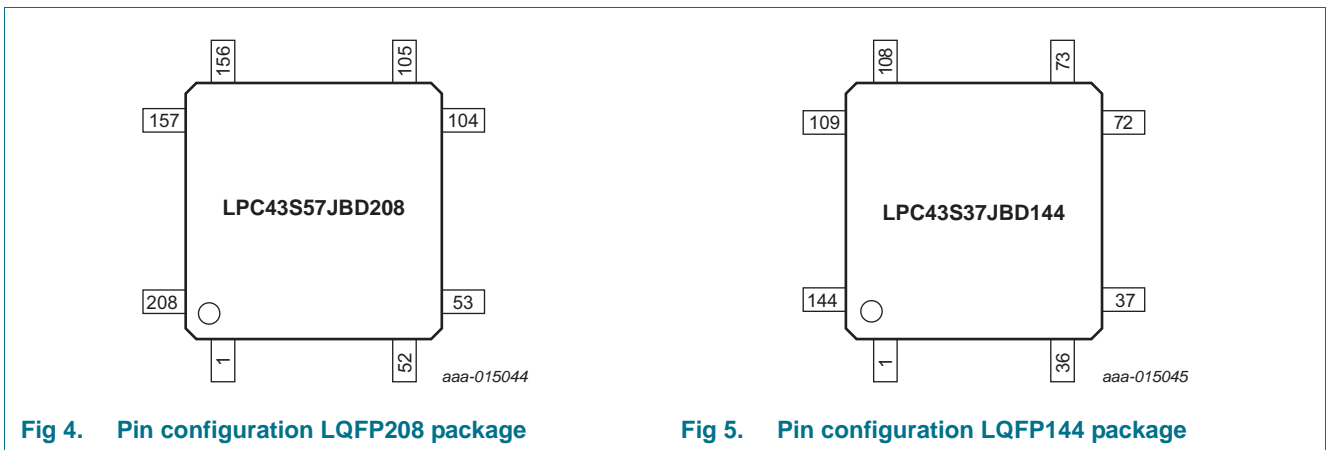 156
105
157
104
LPC43S57JBD208
208
53
1
52
aaa-015044
Fig 4. Pin configuration LQFP208 package
108
73
109
72
LPC43S37JBD144
144
37
1
36
aaa-015045
Fig 5. Pin configuration LQFP144 package